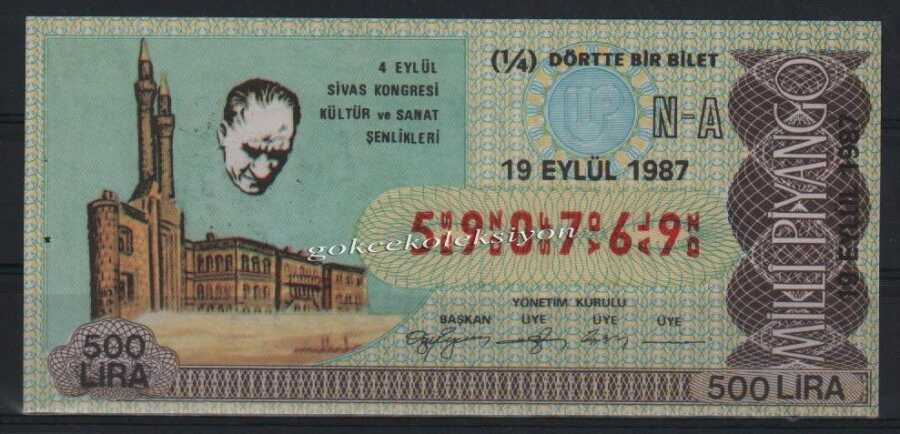 4 EYLÜL
SİVAS KONGRESİ
KÜLTÜR ve SANAT
ŞENLİKLERİ
(1/4) DÖRTTE BİR BİLET
N-A
19 EYLÜL 1987
590769
gokcekoleksiyon
YÖNETİM KURULU
BAŞKAN ÜYE ÜYE ÜYE
500
LİRA
500 LİRA
MİLLİ PİYANGO
19 EYLÜL 1987